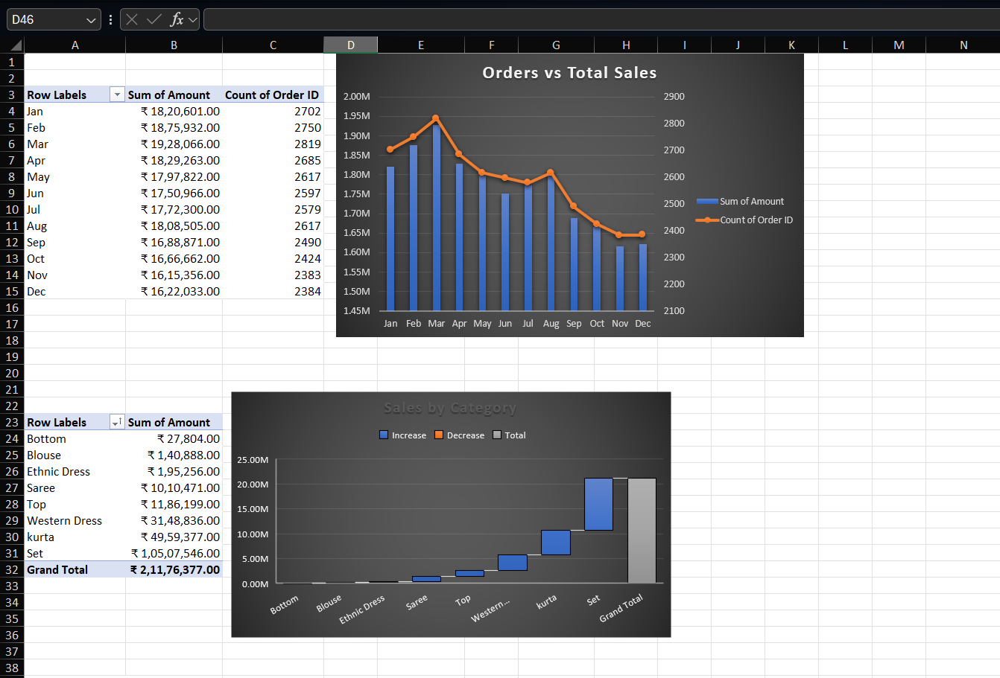 D46 fx
A B C D E F G H I J K L M N
1
2
3 Row Labels Sum of Amount Count of Order ID
4 Jan ₹ 18,20,601.00 2702
5 Feb ₹ 18,75,932.00 2750
6 Mar ₹ 19,28,066.00 2819
7 Apr ₹ 18,29,263.00 2685
8 May ₹ 17,97,822.00 2617
9 Jun ₹ 17,50,966.00 2597
10 Jul ₹ 17,72,300.00 2579
11 Aug ₹ 18,08,505.00 2617
12 Sep ₹ 16,88,871.00 2490
13 Oct ₹ 16,66,662.00 2424
14 Nov ₹ 16,15,356.00 2383
15 Dec ₹ 16,22,033.00 2384
16
17
18
19
20
21
22
Orders vs Total Sales
2.00M
1.95M
1.90M
1.85M
1.80M
1.75M
1.70M
1.65M
1.60M
1.55M
1.50M
1.45M
2900
2800
2700
2600
2500
2400
2300
2200
2100
Jan Feb Mar Apr May Jun Jul Aug Sep Oct Nov Dec
Sum of Amount
Count of Order ID
23 Row Labels Sum of Amount
24 Bottom ₹ 27,804.00
25 Blouse ₹ 1,40,888.00
26 Ethnic Dress ₹ 1,95,256.00
27 Saree ₹ 10,10,471.00
28 Top ₹ 11,86,199.00
29 Western Dress ₹ 31,48,836.00
30 kurta ₹ 49,59,377.00
31 Set ₹ 1,05,07,546.00
32 Grand Total ₹ 2,11,76,377.00
33
34
35
36
37
38
Sales by Category
Increase Decrease Total
25.00M
20.00M
15.00M
10.00M
5.00M
0.00M
Bottom Blouse Ethnic Dress Saree Top Western... kurta Set Grand Total